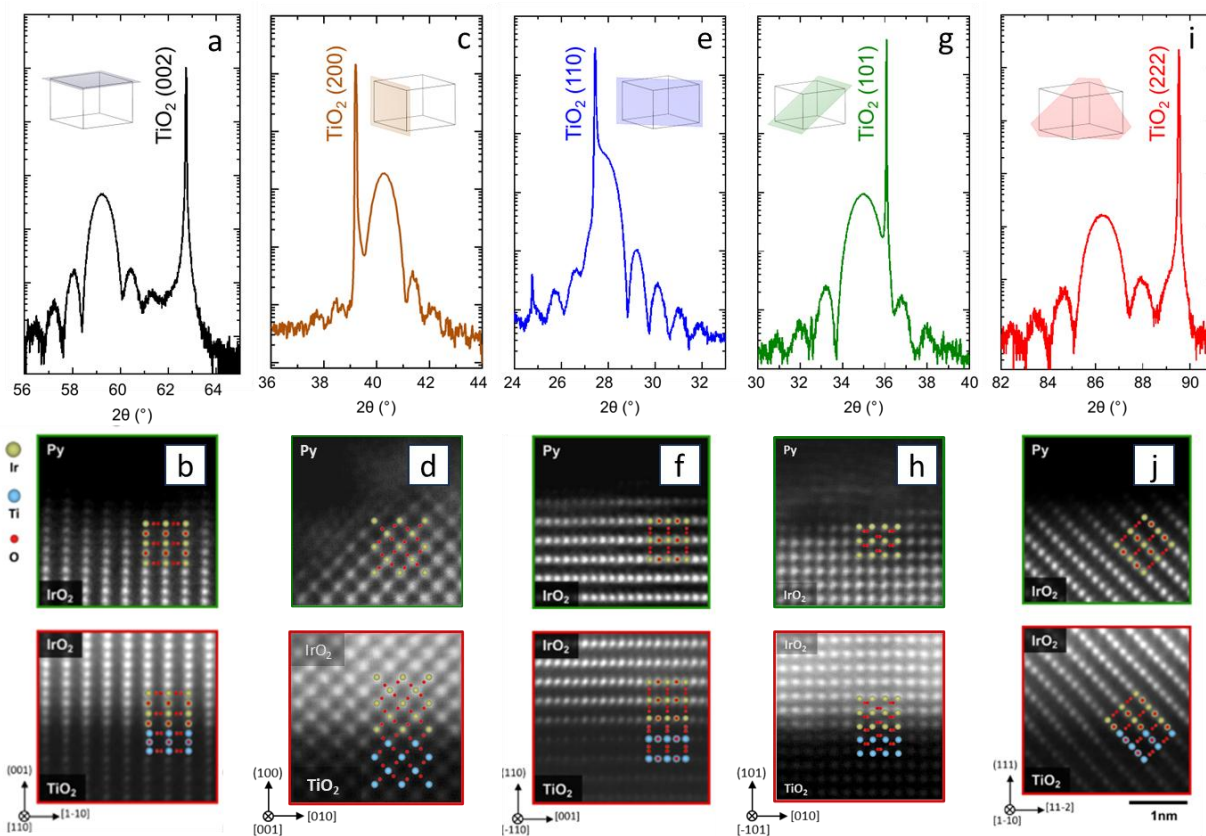 a
TiO₂ (002)
56 58 60 62 64
2θ (°)
c
TiO₂ (200)
36 38 40 42 44
2θ (°)
e
TiO₂ (110)
24 26 28 30 32
2θ (°)
g
TiO₂ (101)
30 32 34 36 38 40
2θ (°)
i
TiO₂ (222)
82 84 86 88 90
2θ (°)
Ir
Ti
O
Py
b
IrO₂
IrO₂
TiO₂
(001)
[1-10]
[110]
Py
d
IrO₂
TiO₂
(100)
[010]
[001]
Py
f
IrO₂
IrO₂
TiO₂
(110)
[001]
[-110]
Py
h
IrO₂
IrO₂
TiO₂
(101)
[010]
[-101]
Py
j
IrO₂
IrO₂
TiO₂
(111)
[11-2]
[1-10]
1nm